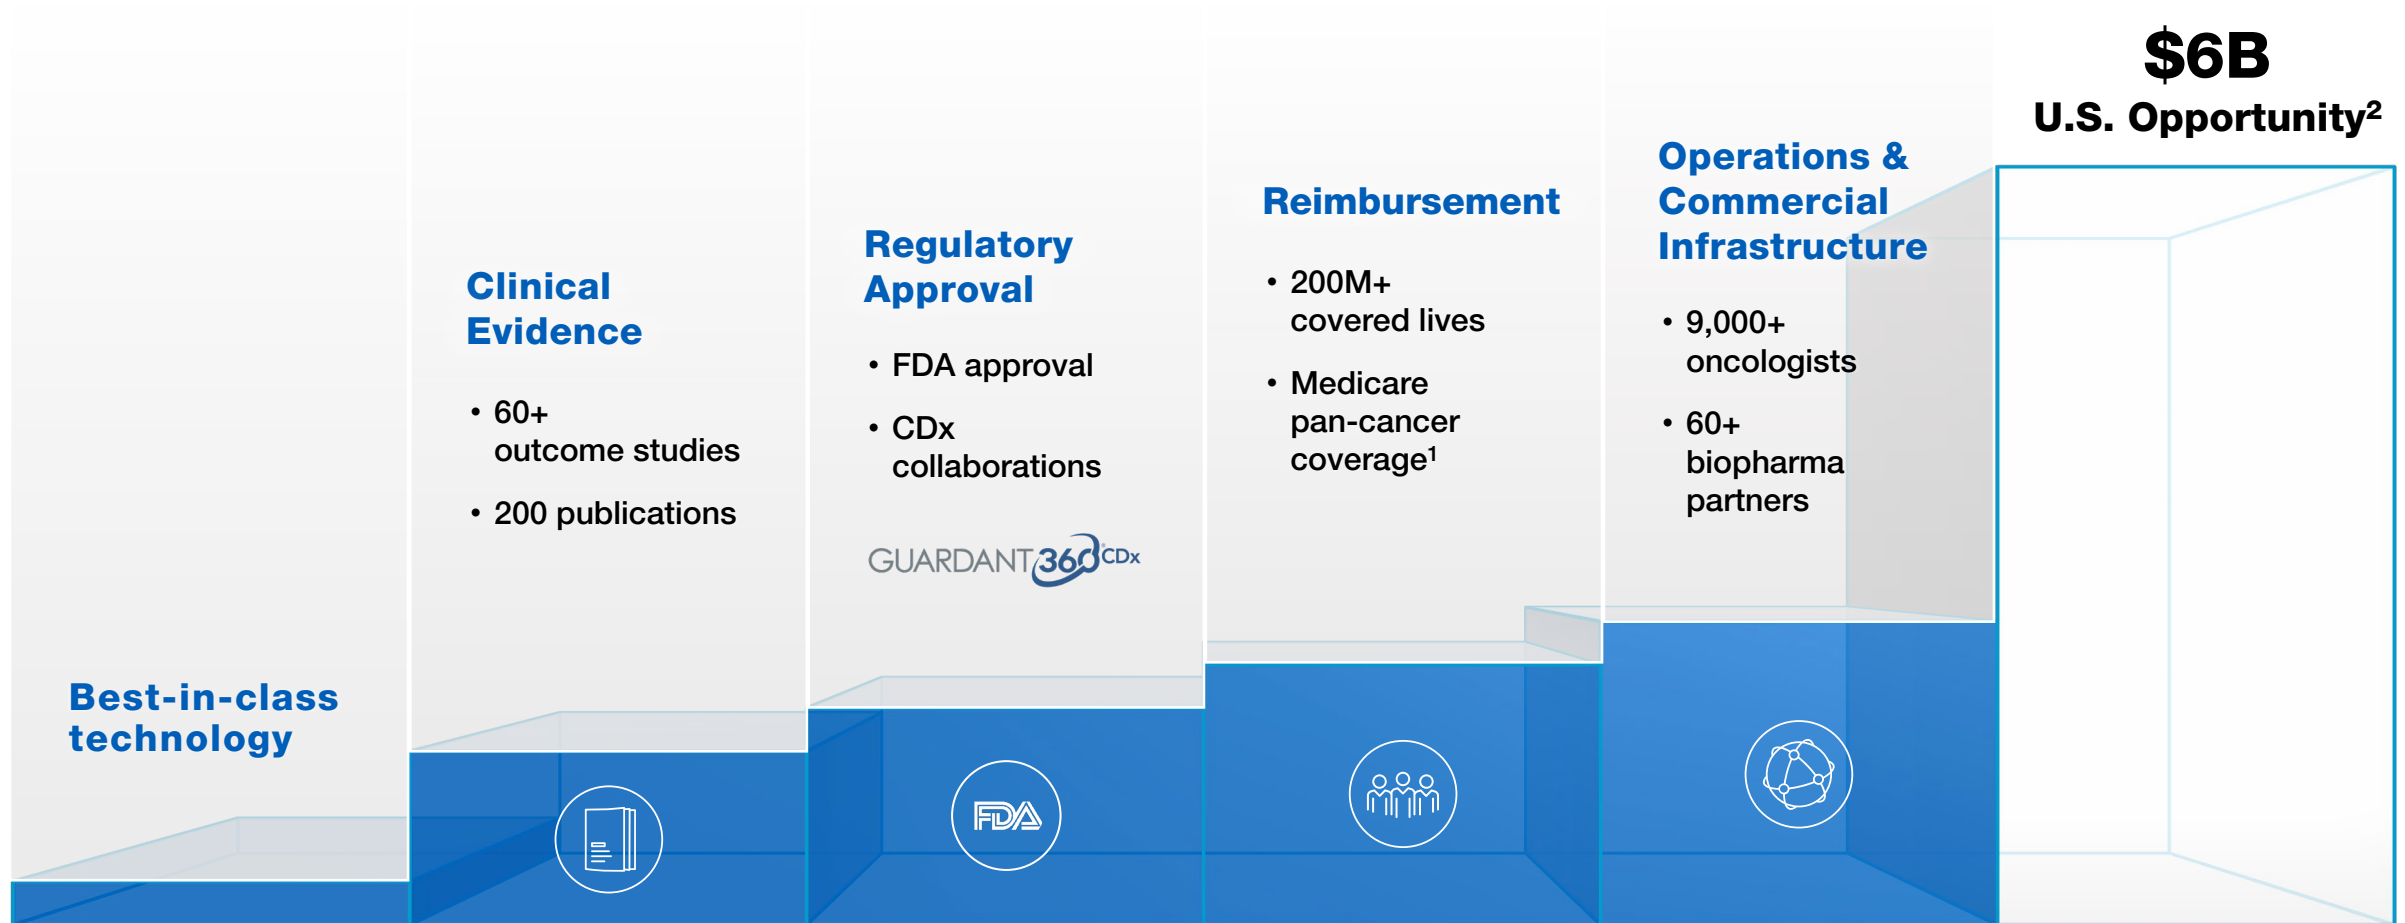 Best-in-class
technology
Clinical
Evidence
• 60+
outcome studies
• 200 publications
Regulatory
Approval
• FDA approval
• CDx
collaborations
GUARDANT360 CDx
FDA
Reimbursement
• 200M+
covered lives
• Medicare
pan-cancer
coverage¹
Operations &
Commercial
Infrastructure
• 9,000+
oncologists
• 60+
biopharma
partners
$6B
U.S. Opportunity²